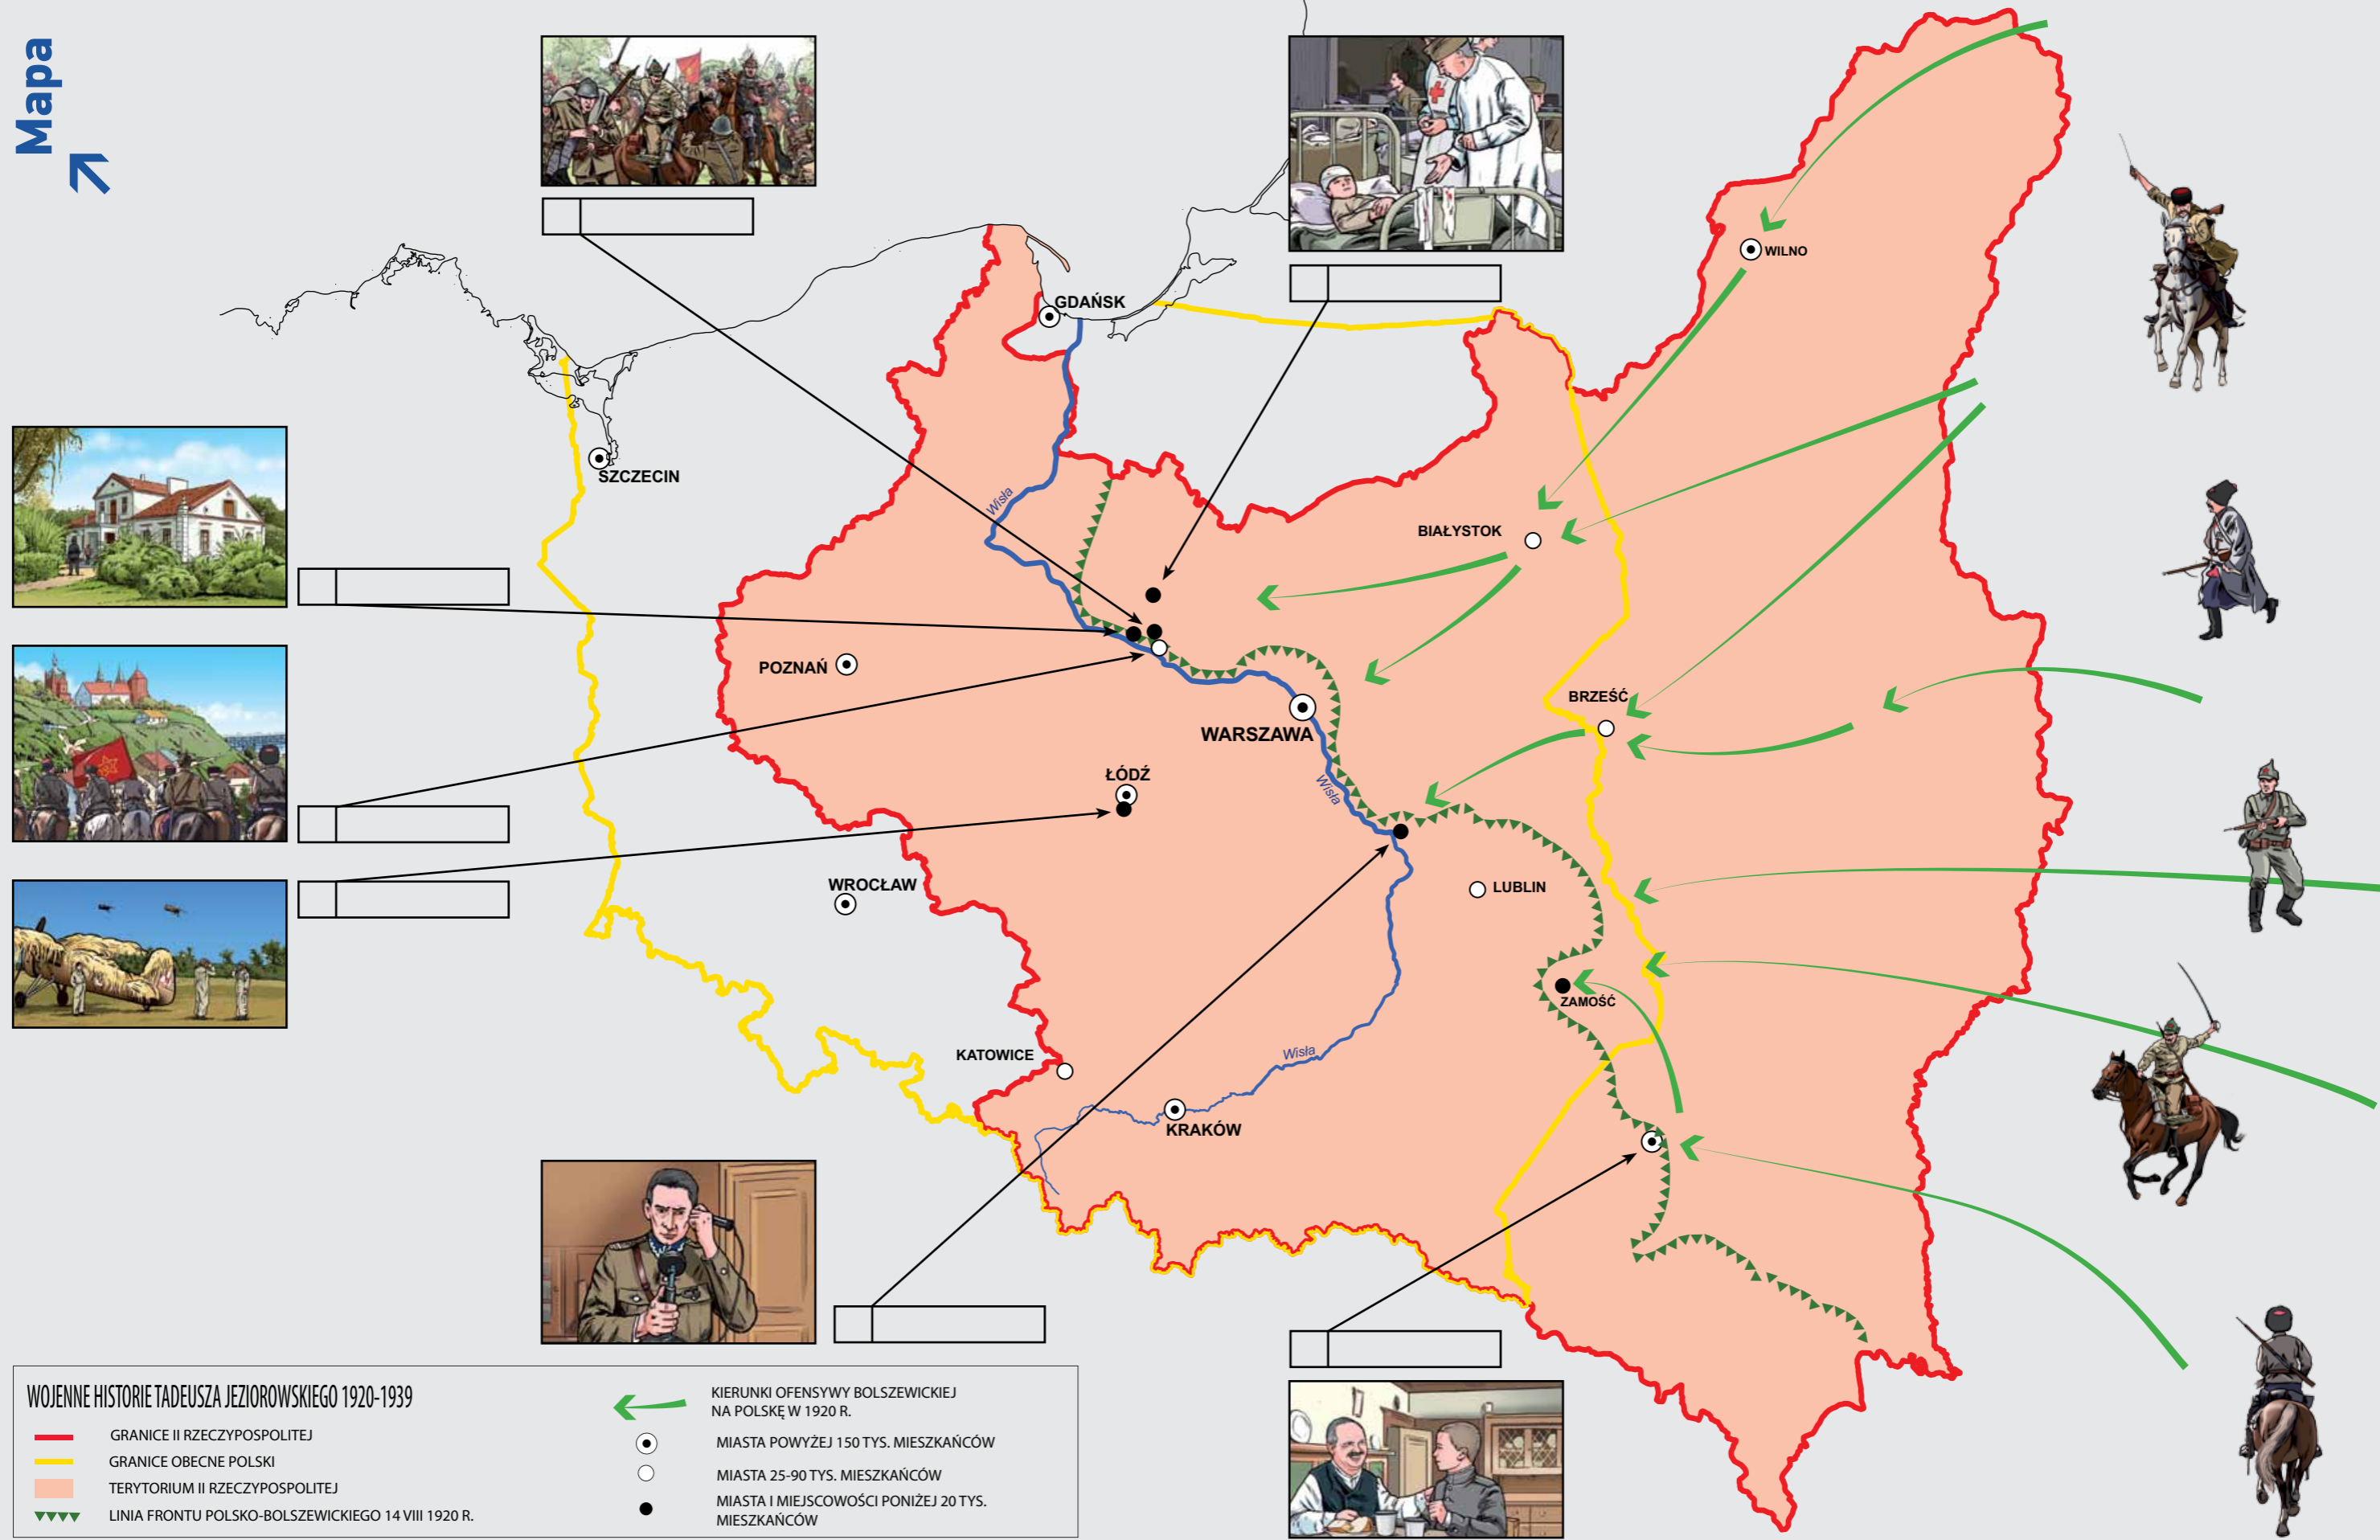 Mapa
WILNO
GDAŃSK
SZCZECIN
Wisła
BIAŁYSTOK
POZNAŃ
BRZEŚĆ
WARSZAWA
ŁÓDŹ
Wisła
WROCŁAW
LUBLIN
ZAMOŚĆ
KATOWICE
Wisła
KRAKÓW
WOJENNE HISTORIE TADEUSZA JEZIOROWSKIEGO 1920-1939
GRANICE II RZECZYPOSPOLITEJ
GRANICE OBECNE POLSKI
TERYTORIUM II RZECZYPOSPOLITEJ
LINIA FRONTU POLSKO-BOLSZEWICKIEGO 14 VIII 1920 R.
KIERUNKI OFENSYWY BOLSZEWICKIEJ
NA POLSKĘ W 1920 R.
MIASTA POWYŻEJ 150 TYS. MIESZKAŃCÓW
MIASTA 25-90 TYS. MIESZKAŃCÓW
MIASTA I MIEJSCOWOŚCI PONIŻEJ 20 TYS.
MIESZKAŃCÓW